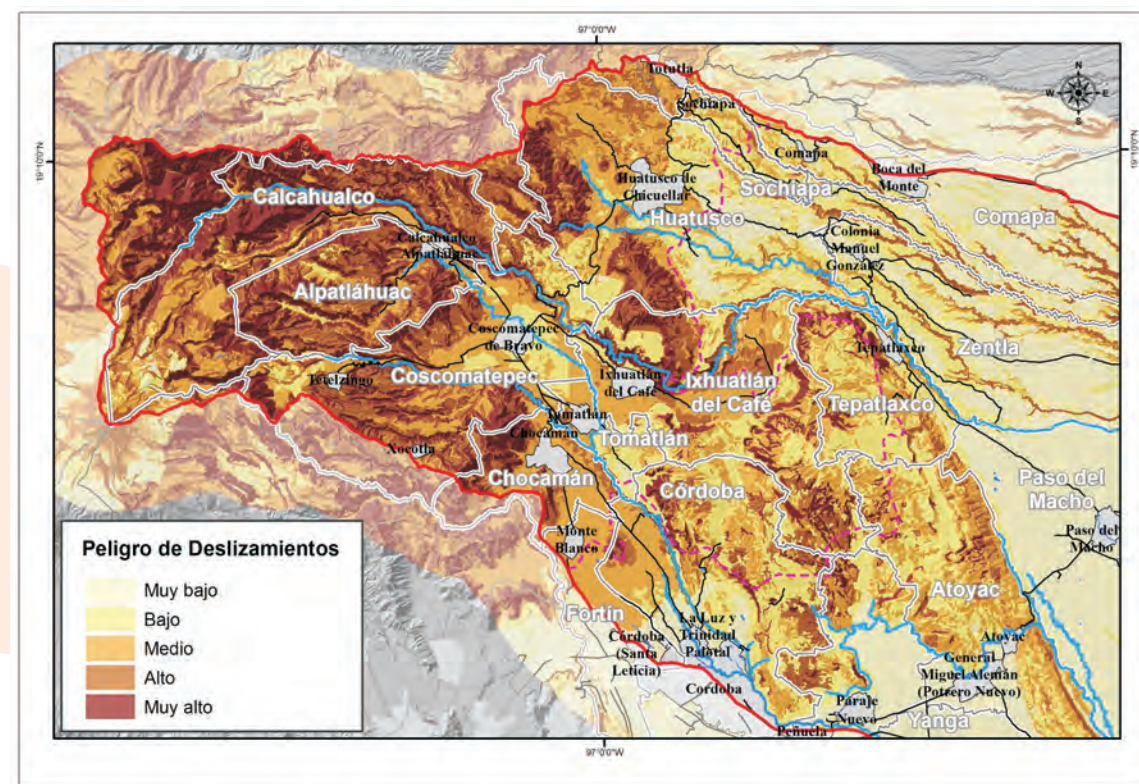 97°0'0"W
N
W
E
S
19°10'0"N
19°10'0"N
Totutla
Sochiapa
Comapa
Boca del
Monte
Huatusco de
Chicuellar
Sochiapa
Calcahualco
Huatusco
Comapa
Colonia
Manuel
González
Calcahualco
Alpatláhuac
Alpatláhuac
Coscomatepec
de Bravo
Tepatlaxco
Zentla
Tetelzingo
Coscomatepec
Ixhuatlán
del Café
Ixhuatlán
del Café
Tepatlaxco
Tomatlán
Chocamán
Tomatlán
Xocotla
Chocamán
Córdoba
Paso del
Macho
Paso del
Macho
Monte
Blanco
Fortín
Atoyac
La Luz y
Trinidad
Palotal
Córdoba
(Santa
Leticia)
Atoyac
General
Miguel Alemán
(Potrero Nuevo)
Cordoba
Paraje
Nuevo
Yanga
Peñuela
97°0'0"W
Peligro de Deslizamientos
Muy bajo
Bajo
Medio
Alto
Muy alto